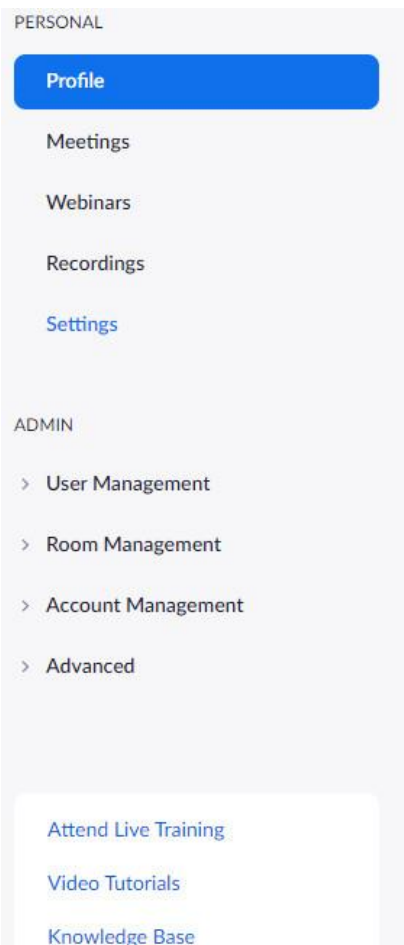 PERSONAL
Profile
Meetings
Webinars
Recordings
Settings
ADMIN
User Management
Room Management
Account Management
Advanced
Attend Live Training
Video Tutorials
Knowledge Base